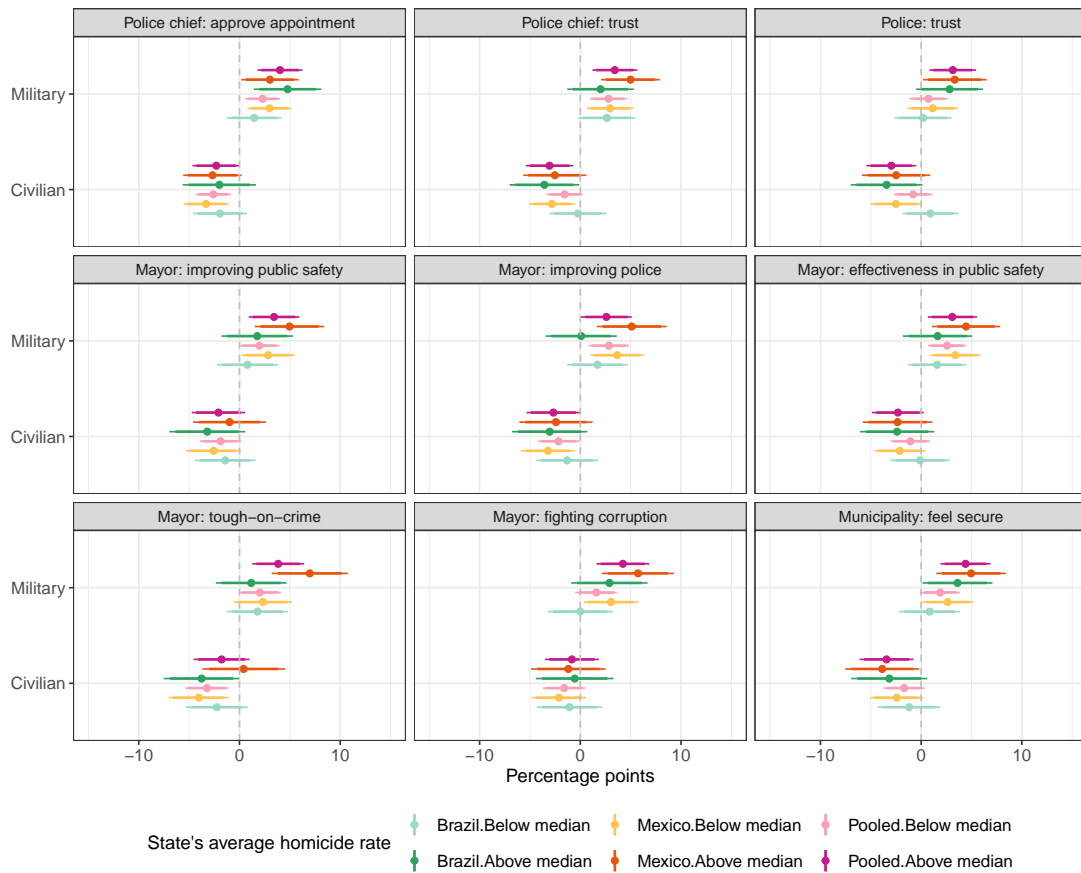 Police chief: approve appointment
Police chief: trust
Police: trust
Military
Civilian
Mayor: improving public safety
Mayor: improving police
Mayor: effectiveness in public safety
Military
Civilian
Mayor: tough−on−crime
Mayor: fighting corruption
Municipality: feel secure
Military
Civilian
−10 0 10
−10 0 10
−10 0 10
Percentage points
State's average homicide rate
Brazil.Below median
Mexico.Below median
Pooled.Below median
Brazil.Above median
Mexico.Above median
Pooled.Above median